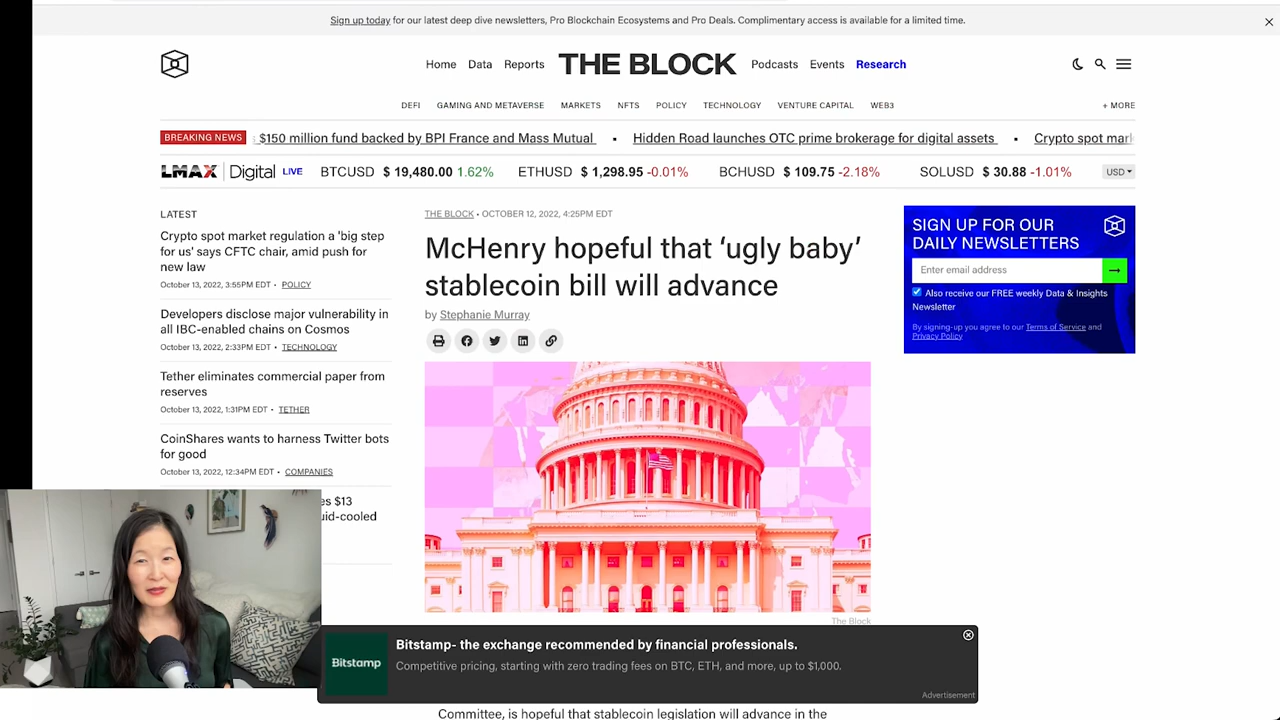 Sign up today for our latest deep dive newsletters, Pro Blockchain Ecosystems and Pro Deals. Complimentary access is available for a limited time.
Home Data Reports THE BLOCK Podcasts Events Research
DEFI GAMING AND METAVERSE MARKETS NFTS POLICY TECHNOLOGY VENTURE CAPITAL WEB3 + MORE
BREAKING NEWS $150 million fund backed by BPI France and Mass Mutual ▪ Hidden Road launches OTC prime brokerage for digital assets ▪ Crypto spot mark
LMAX Digital LIVE BTCUSD $ 19,480.00 1.62% ETHUSD $ 1,298.95 -0.01% BCHUSD $ 109.75 -2.18% SOLUSD $ 30.88 -1.01% USD
LATEST
Crypto spot market regulation a 'big step
for us' says CFTC chair, amid push for
new law
October 13, 2022, 3:55PM EDT • POLICY
Developers disclose major vulnerability in
all IBC-enabled chains on Cosmos
October 13, 2022, 2:33PM EDT • TECHNOLOGY
Tether eliminates commercial paper from
reserves
October 13, 2022, 1:31PM EDT • TETHER
CoinShares wants to harness Twitter bots
for good
October 13, 2022, 12:34PM EDT • COMPANIES
es $13
uid-cooled
THE BLOCK • OCTOBER 12, 2022, 4:25PM EDT
McHenry hopeful that ‘ugly baby’
stablecoin bill will advance
by Stephanie Murray
The Block
SIGN UP FOR OUR
DAILY NEWSLETTERS
Enter email address
Also receive our FREE weekly Data & Insights
Newsletter
By signing-up you agree to our Terms of Service and
Privacy Policy
Bitstamp
Bitstamp- the exchange recommended by financial professionals.
Competitive pricing, starting with zero trading fees on BTC, ETH, and more, up to $1,000.
Advertisement
Committee, is hopeful that stablecoin legislation will advance in the